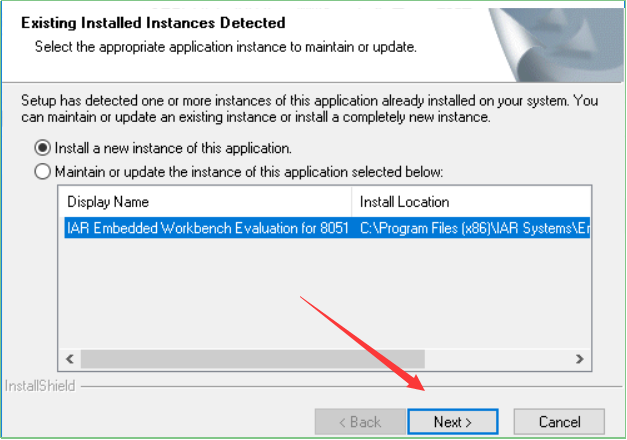 Existing Installed Instances Detected
Select the appropriate application instance to maintain or update.
Setup has detected one or more instances of this application already installed on your system. You
can maintain or update an existing instance or install a completely new instance.
Install a new instance of this application.
Maintain or update the instance of this application selected below:
Display Name Install Location
IAR Embedded Workbench Evaluation for 8051 C:\Program Files (x86)\IAR Systems\Em
InstallShield
< Back Next > Cancel